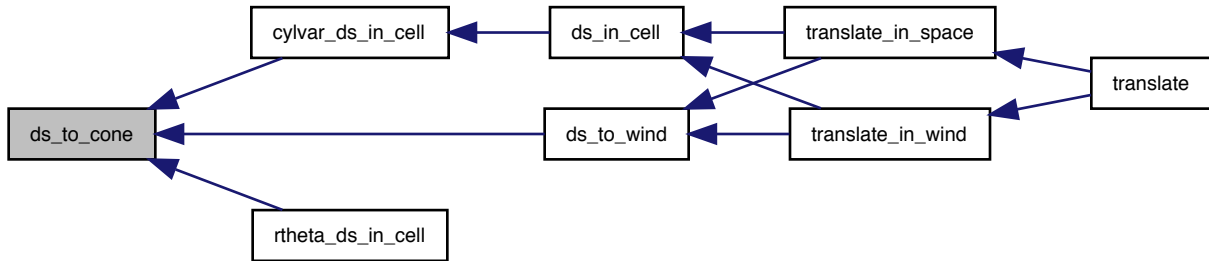 cylvar_ds_in_cell
ds_in_cell
translate_in_space
translate
ds_to_cone
ds_to_wind
translate_in_wind
rtheta_ds_in_cell